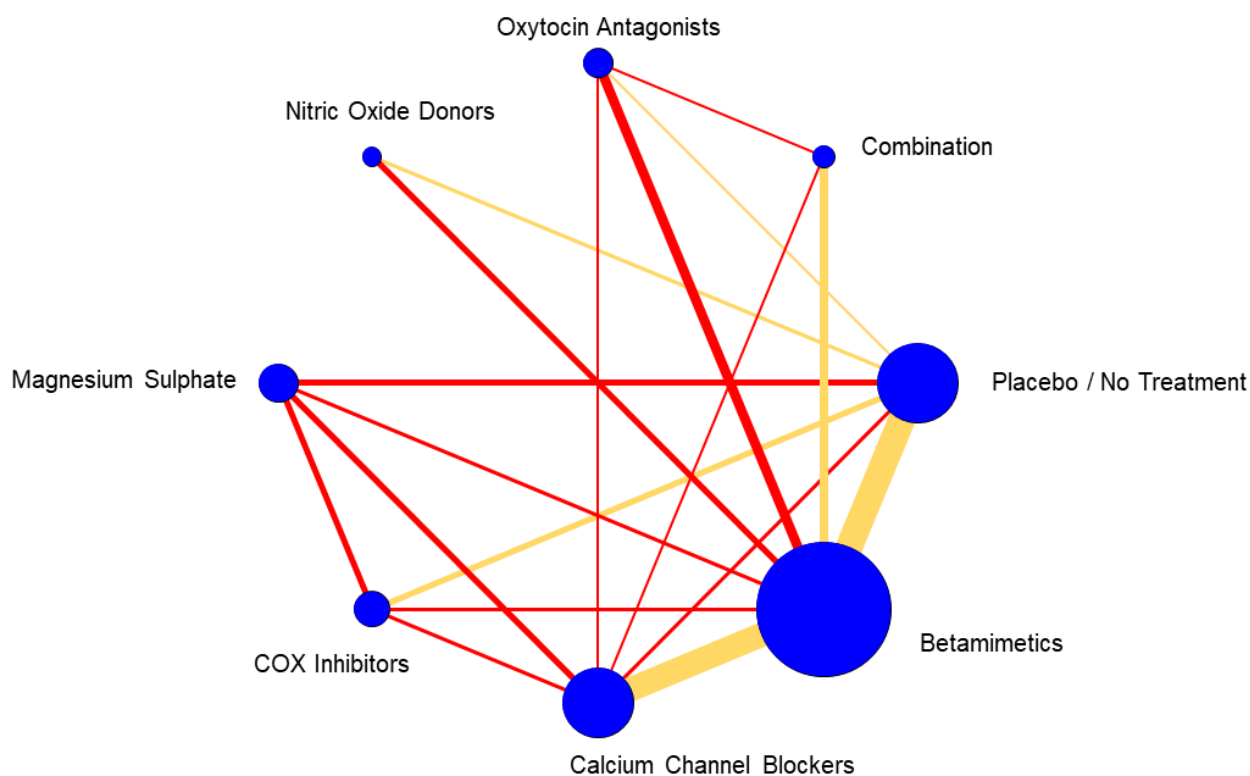 Oxytocin Antagonists
Nitric Oxide Donors
Combination
Magnesium Sulphate
Placebo / No Treatment
COX Inhibitors
Betamimetics
Calcium Channel Blockers